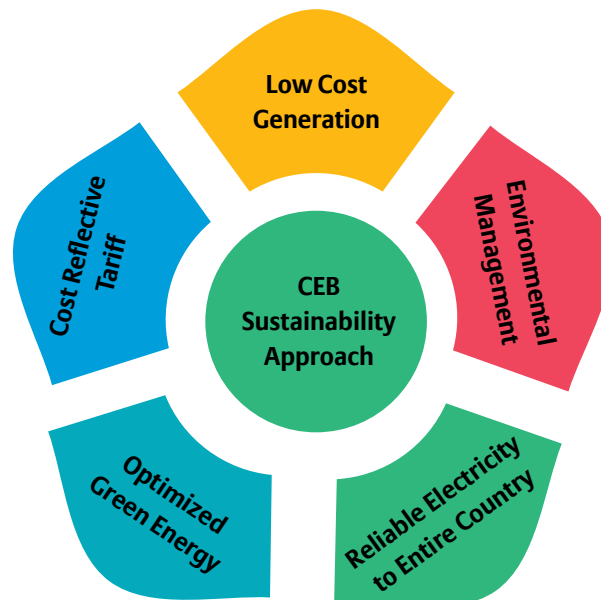 Low Cost
Generation
Environmental
Management
Reliable Electricity
to Entire Country
Optimized
Green Energy
Cost Reflective
Tariff
CEB
Sustainability
Approach